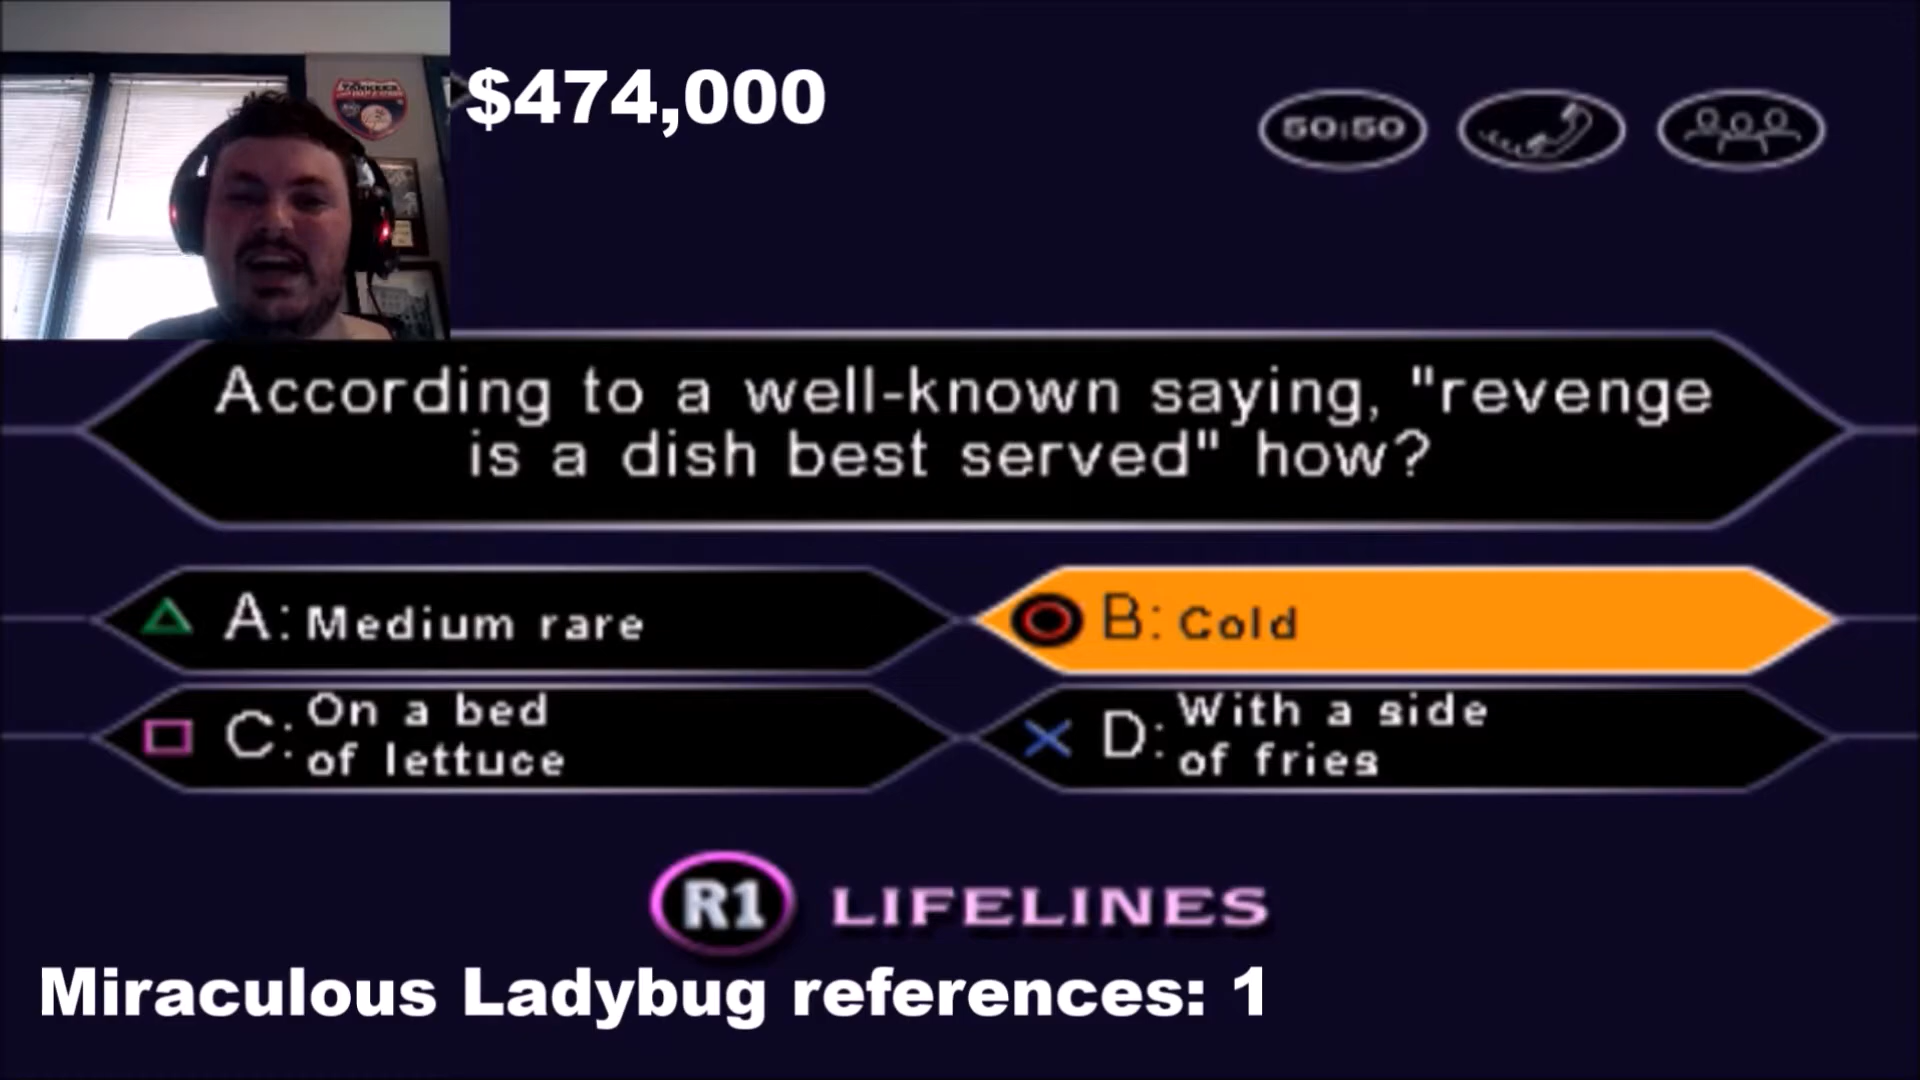 YANKEES
$474,000
50:50
According to a well-known saying, "revenge
is a dish best served" how?
A: Medium rare
B: Cold
C: On a bed
of lettuce
D: With a side
of fries
R1 LIFELINES
Miraculous Ladybug references: 1